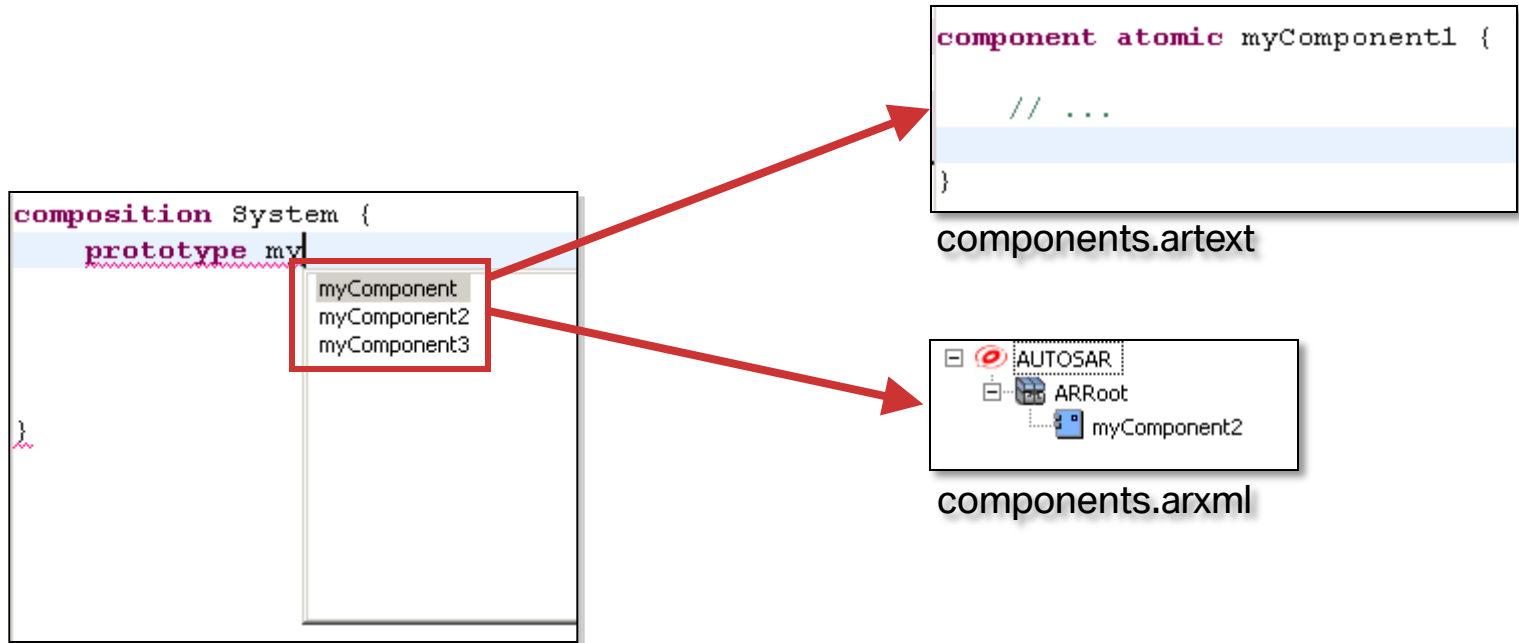 composition System {
prototype my
myComponent
myComponent2
myComponent3
}
component atomic myComponent1 {
// ...
}
components.artext
AUTOSAR
ARRoot
myComponent2
components.arxml